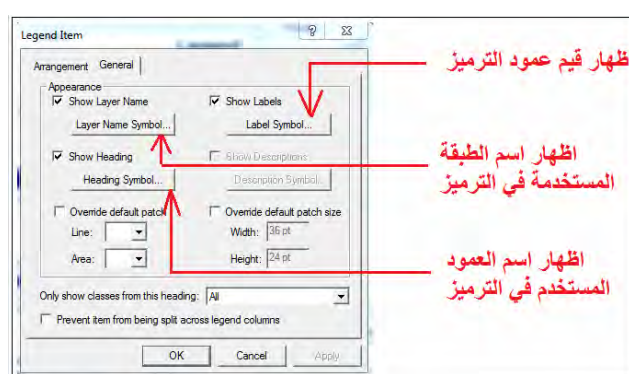 Legend Item
Arrangement General
Appearance
Show Layer Name Show Labels
Layer Name Symbol... Label Symbol...
Show Heading Show Descriptions
Heading Symbol... Description Symbol...
Override default patch Override default patch size
Line: Width: 36 pt
Area: Height: 24 pt
Only show classes from this heading: All
Prevent item from being split across legend columns
OK Cancel Apply
ظهار قيم عمود الترميز
اظهار اسم الطبقة
المستخدمة في الترميز
اظهار اسم العمود
المستخدم في الترميز